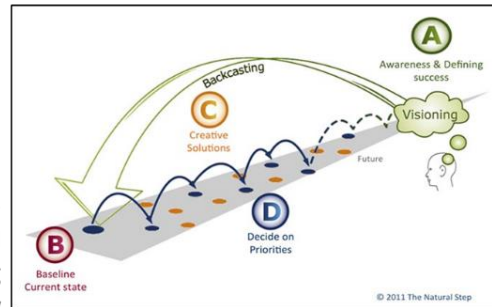 A
Awareness & Defining
success
Backcasting
Visioning
C
Creative
Solutions
Future
D
Decide on
Priorities
B
Baseline
Current state
© 2011 The Natural Step